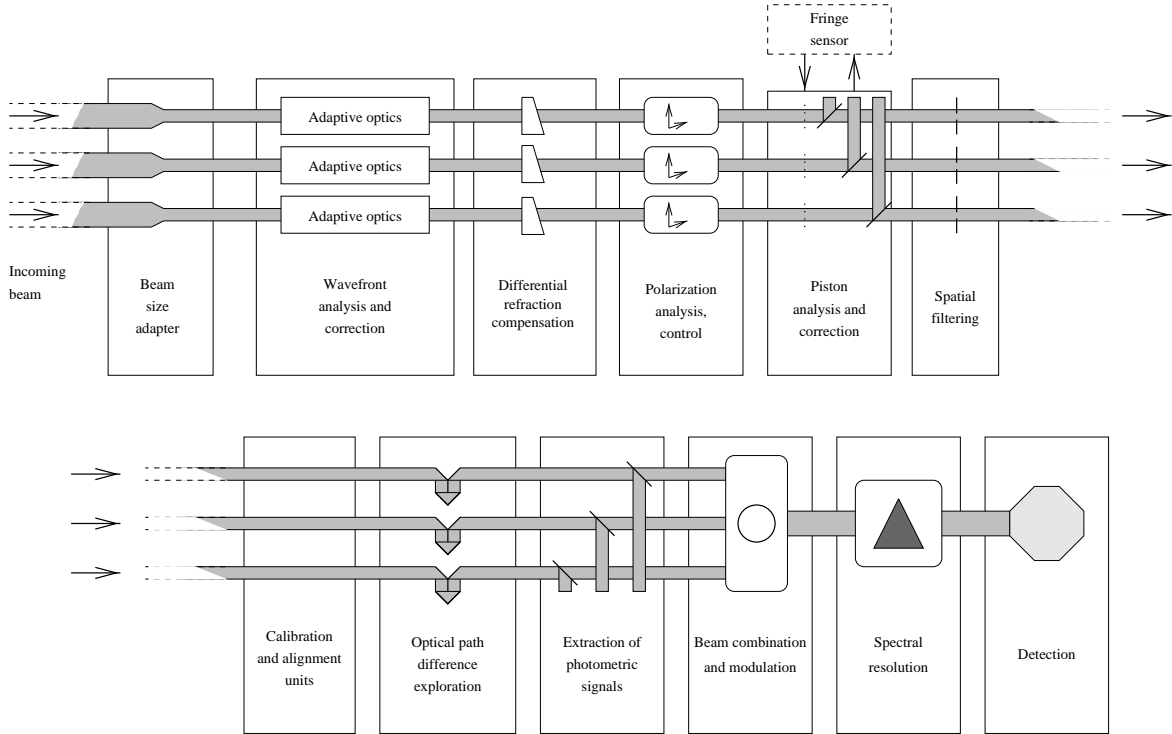 Fringe
sensor
Adaptive optics
Adaptive optics
Adaptive optics
Incoming
beam
Beam
size
adapter
Wavefront
analysis and
correction
Differential
refraction
compensation
Polarization
analysis,
control
Piston
analysis and
correction
Spatial
filtering
Calibration
and alignment
units
Optical path
difference
exploration
Extraction of
photometric
signals
Beam combination
and modulation
Spectral
resolution
Detection